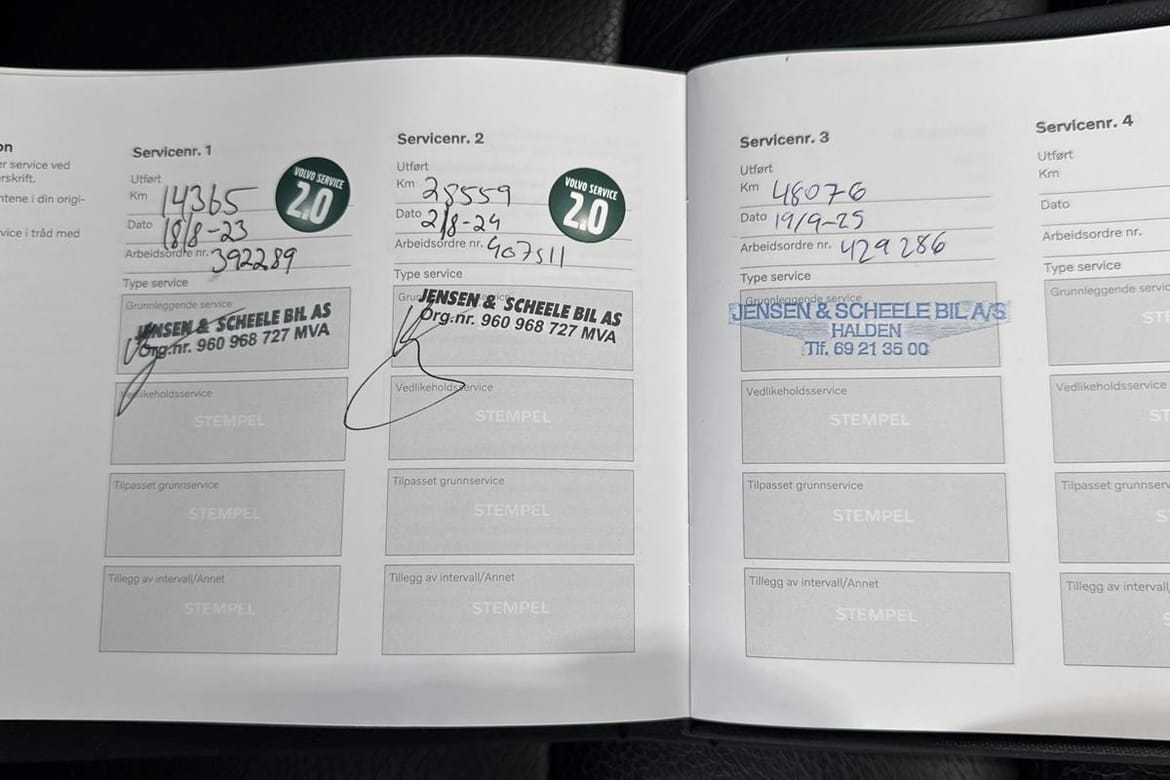 on
er service ved
rskrift.
ntene i din origi-
vice i tråd med
Servicenr. 1
Utført
Km 14365
Dato 18/8-23
Arbeidsordre nr. 392289
VOLVO SERVICE
2.0
Type service
Grunnleggende service
JENSEN & SCHEELE BIL AS
Org.nr. 960 968 727 MVA
Vedlikeholdsservice
STEMPEL
Tilpasset grunnservice
STEMPEL
Tillegg av intervall/Annet
STEMPEL
Servicenr. 2
Utført
Km 28559
Dato 2/8-24
Arbeidsordre nr. 407511
VOLVO SERVICE
2.0
Type service
JENSEN & SCHEELE BIL AS
Org.nr. 960 968 727 MVA
Vedlikeholdsservice
STEMPEL
Tilpasset grunnservice
STEMPEL
Tillegg av intervall/Annet
STEMPEL
Servicenr. 3
Utført
Km 48076
Dato 19/9-25
Arbeidsordre nr. 429286
Type service
Grunnleggende service
JENSEN & SCHEELE BIL A/S
HALDEN
Tlf. 69 21 35 00
Vedlikeholdsservice
STEMPEL
Tilpasset grunnservice
STEMPEL
Tillegg av intervall/Annet
STEMPEL
Servicenr. 4
Utført
Km
Dato
Arbeidsordre nr.
Type service
Grunnleggende servic
STE
Vedlikeholdsservice
ST
Tilpasset grunnser
S
Tillegg av intervall
S